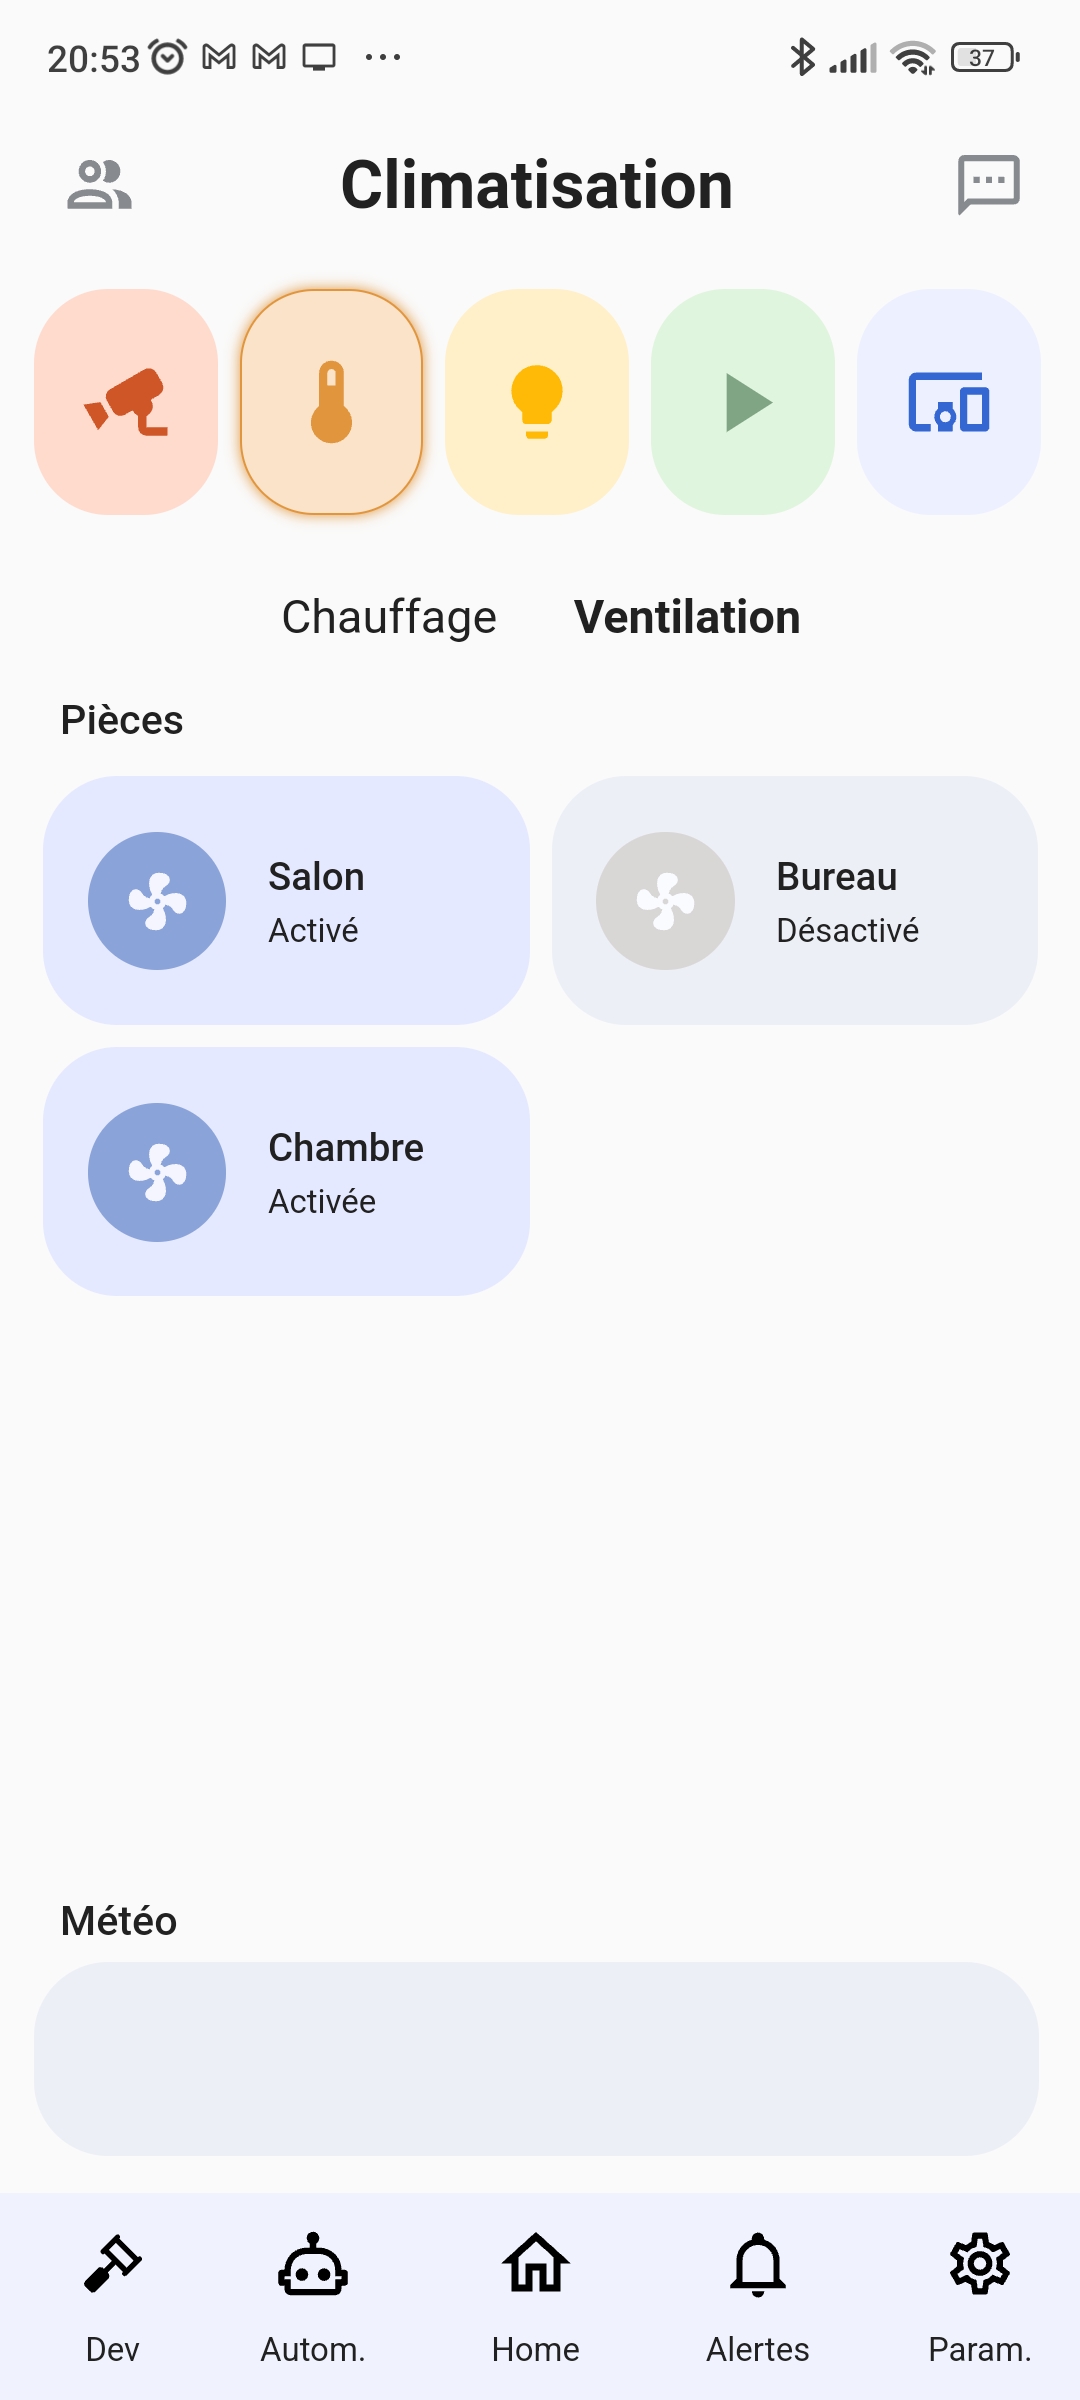 20:53
37
Climatisation
Chauffage Ventilation
Pièces
Salon
Activé
Bureau
Désactivé
Chambre
Activée
Météo
Dev Autom. Home Alertes Param.